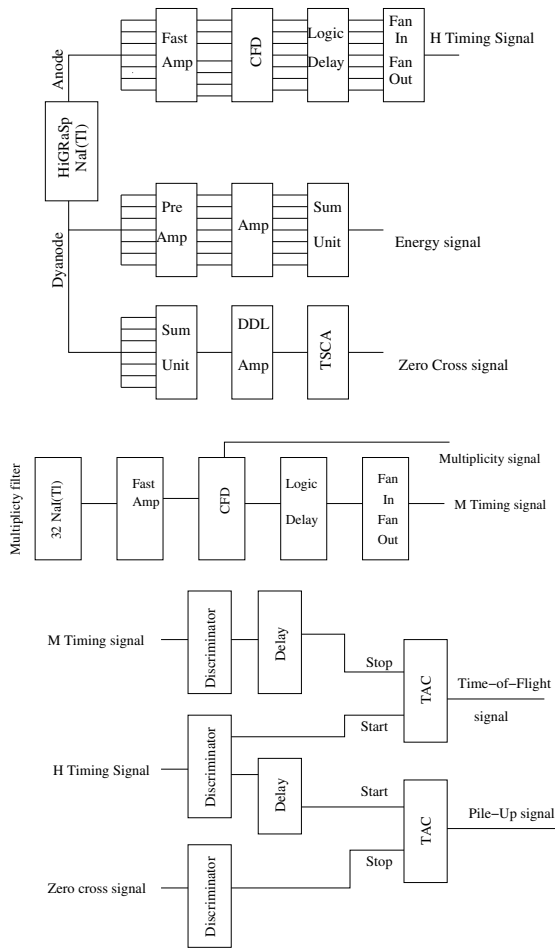 Anode
Fast
Amp
CFD
Logic
Delay
Fan
In
Fan
Out
H Timing Signal
HiGRaSp
NaI(Tl)
Dyanode
Pre
Amp
Amp
Sum
Unit
Energy signal
Sum
Unit
DDL
Amp
TSCA
Zero Cross signal
Multiplicty filter
32 NaI(Tl)
Fast
Amp
CFD
Multiplicity signal
Logic
Delay
Fan
In
Fan
Out
M Timing signal
M Timing signal
Discriminator
Delay
Stop
TAC
Time-of-Flight
signal
Start
H Timing Signal
Discriminator
Delay
Start
TAC
Pile-Up signal
Stop
Zero cross signal
Discriminator